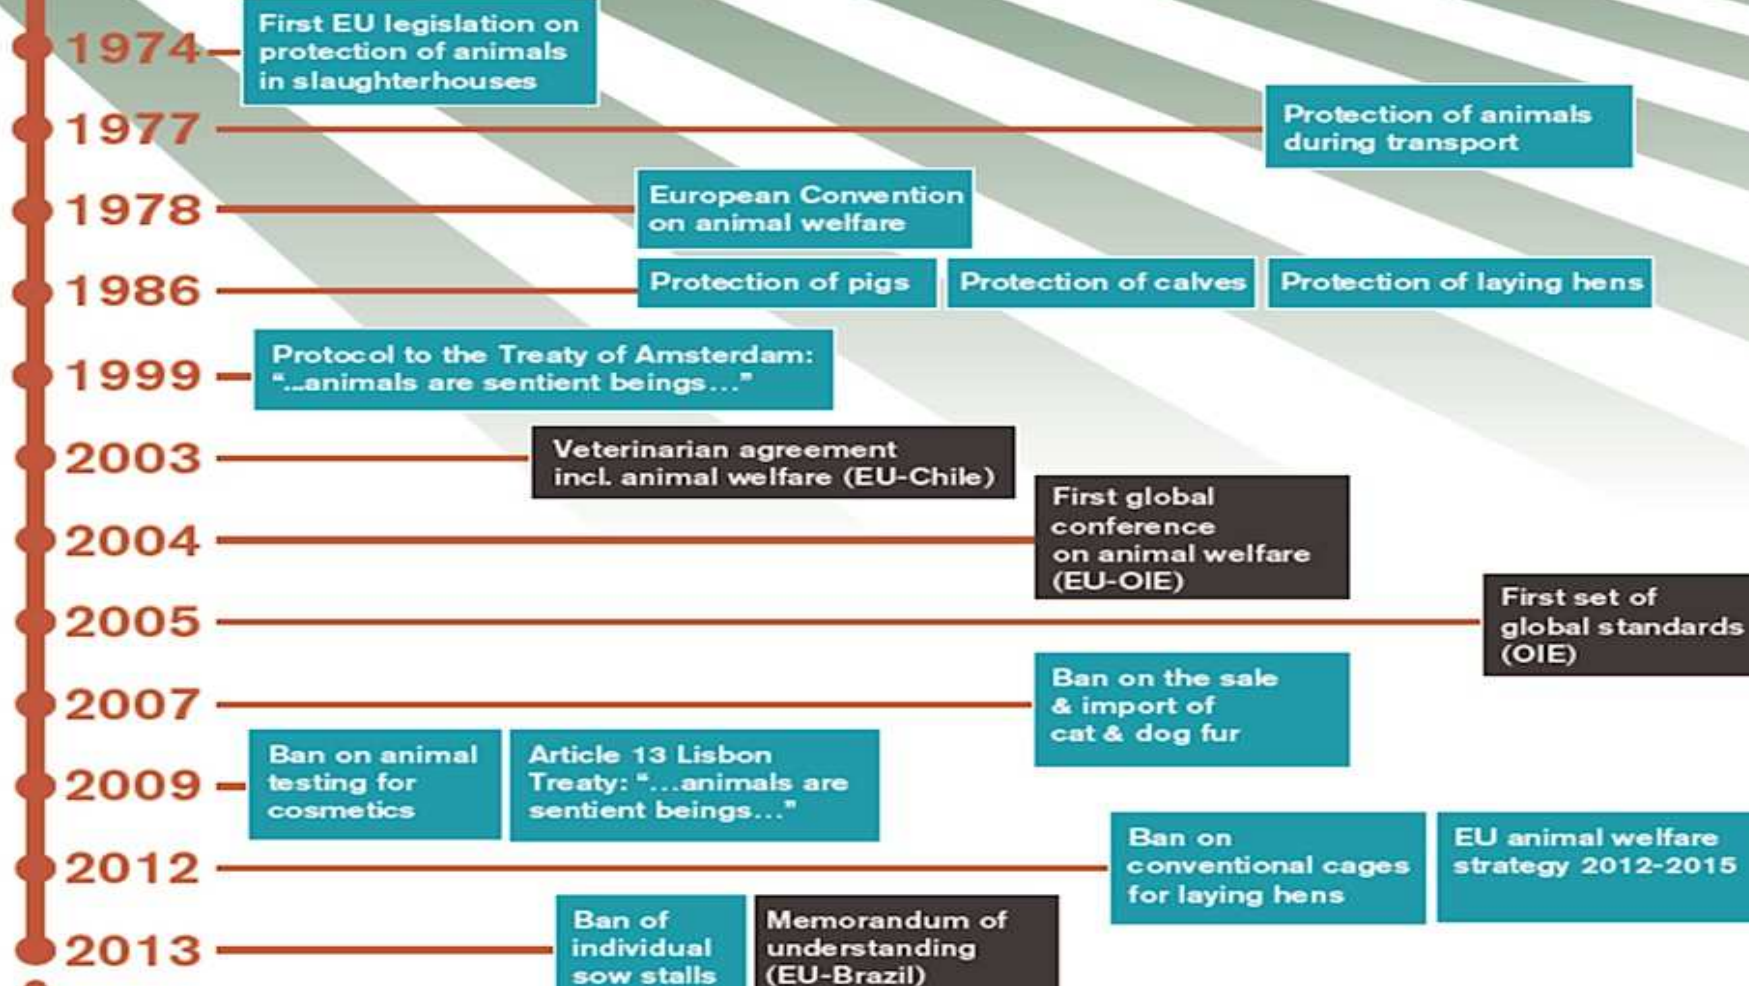 1974
First EU legislation on
protection of animals
in slaughterhouses
1977
Protection of animals
during transport
1978
European Convention
on animal welfare
1986
Protection of pigs
Protection of calves
Protection of laying hens
1999
Protocol to the Treaty of Amsterdam:
“...animals are sentient beings...”
2003
Veterinarian agreement
incl. animal welfare (EU-Chile)
2004
First global
conference
on animal welfare
(EU-OIE)
2005
First set of
global standards
(OIE)
2007
Ban on the sale
& import of
cat & dog fur
2009
Ban on animal
testing for
cosmetics
Article 13 Lisbon
Treaty: “...animals are
sentient beings...”
2012
Ban on
conventional cages
for laying hens
EU animal welfare
strategy 2012-2015
2013
Ban of
individual
sow stalls
Memorandum of
understanding
(EU-Brazil)